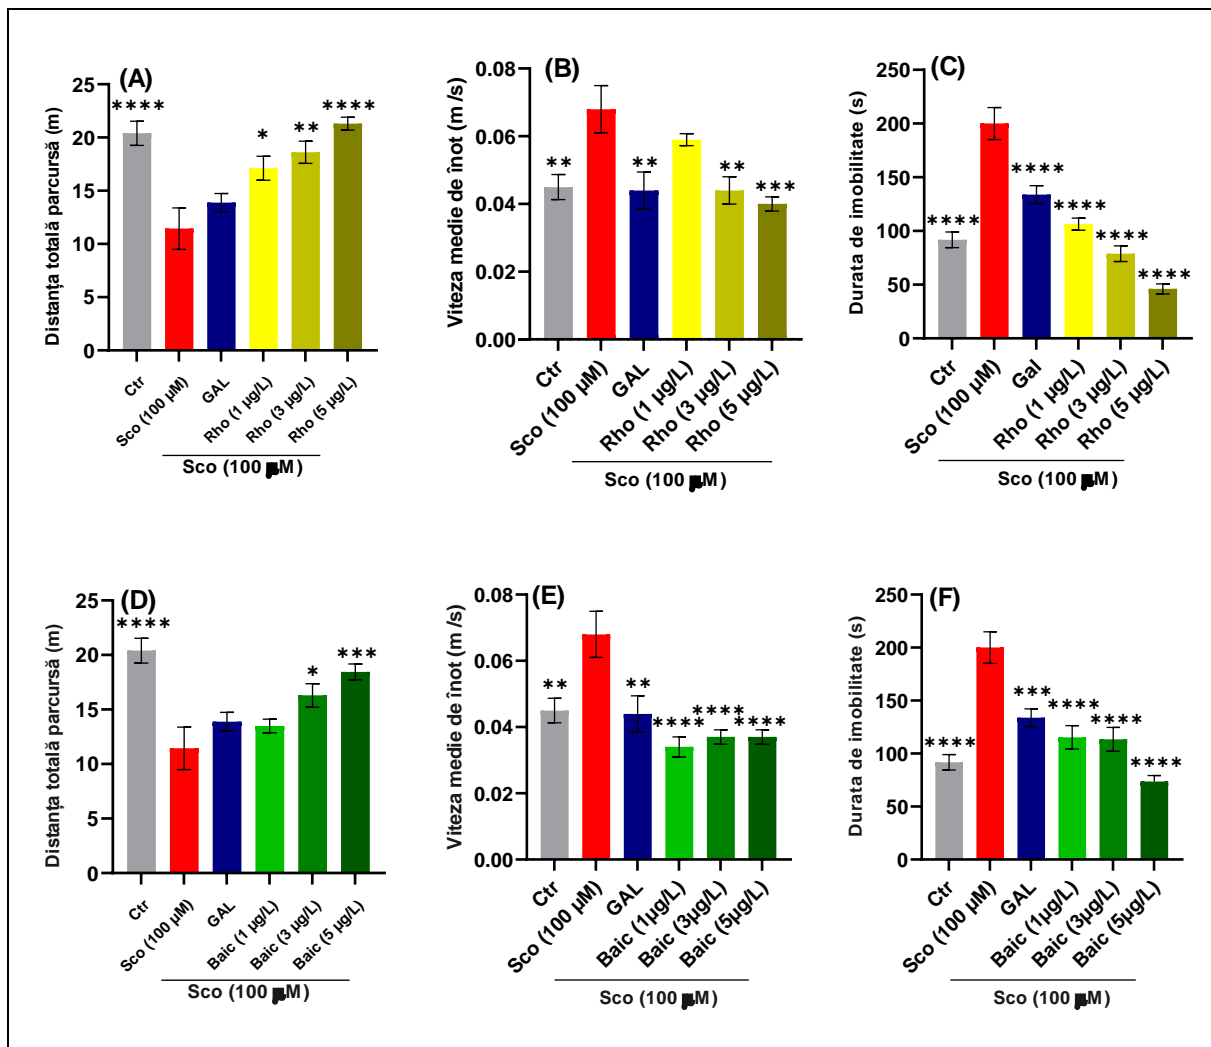 (A)
Distanța totală parcursă (m)
25
20
15
10
5
0
**** * ** ****
Ctr
Sco (100 µM)
GAL
Rho (1 µg/L)
Rho (3 µg/L)
Rho (5 µg/L)
Sco (100 µM)
(B)
Viteza medie de înot (m /s)
0.08
0.06
0.04
0.02
0.00
** ** ** ***
Ctr
Sco (100 µM)
GAL
Rho (1 µg/L)
Rho (3 µg/L)
Rho (5 µg/L)
Sco (100 µM)
(C)
Durata de imobilitate (s)
250
200
150
100
50
0
**** **** **** **** ****
Ctr
Sco (100 µM)
Gal
Rho (1 µg/L)
Rho (3 µg/L)
Rho (5 µg/L)
Sco (100 µM)
(D)
Distanța totală parcursă (m)
25
20
15
10
5
0
**** * ***
Ctr
Sco (100 µM)
GAL
Baic (1 µg/L)
Baic (3 µg/L)
Baic (5 µg/L)
Sco (100 µM)
(E)
Viteza medie de înot (m /s)
0.08
0.06
0.04
0.02
0.00
** ** **** **** ****
Ctr
Sco (100 µM)
GAL
Baic (1µg/L)
Baic (3µg/L)
Baic (5µg/L)
Sco (100 µM)
(F)
Durata de imobilitate (s)
250
200
150
100
50
0
**** *** **** **** ****
Ctr
Sco (100 µM)
GAL
Baic (1µg/L)
Baic (3µg/L)
Baic (5µg/L)
Sco (100 µM)